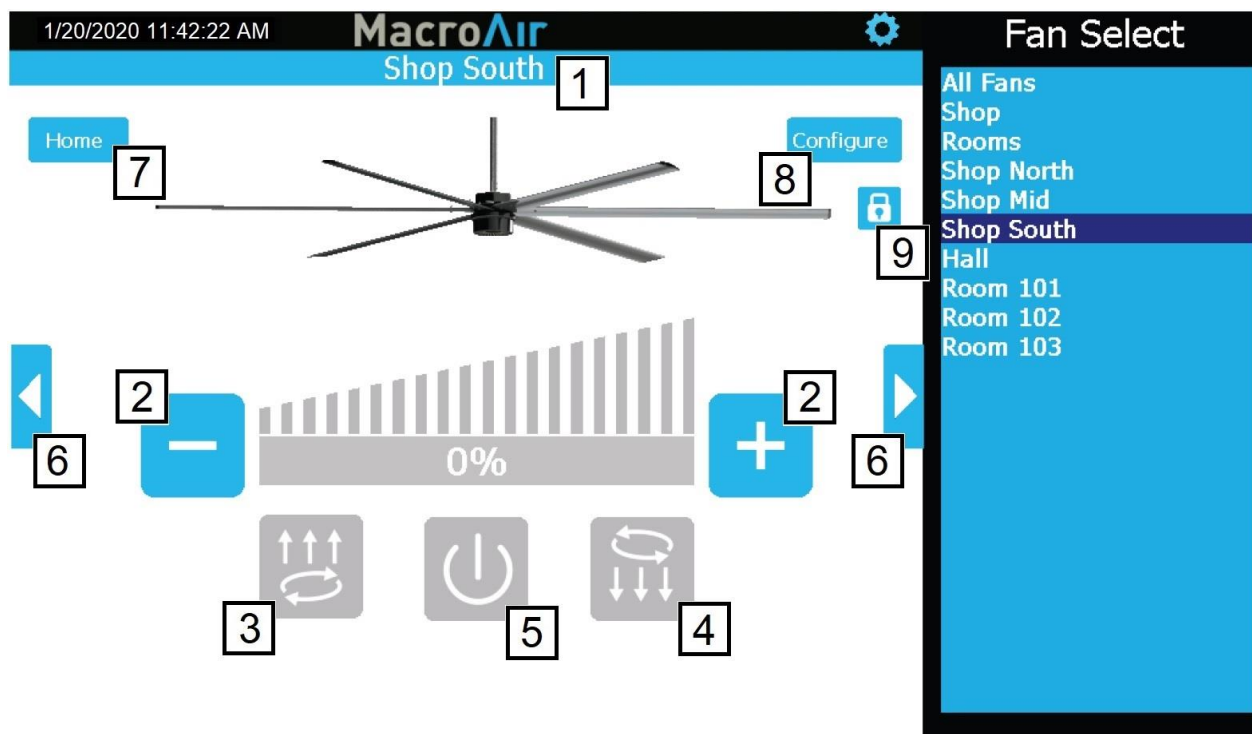 1/20/2020 11:42:22 AM
MacroAir
Fan Select
Shop South
1
All Fans
Shop
Rooms
Shop North
Shop Mid
Shop South
Hall
Room 101
Room 102
Room 103
Home
7
Configure
8
9
2
2
6
0%
6
3
5
4